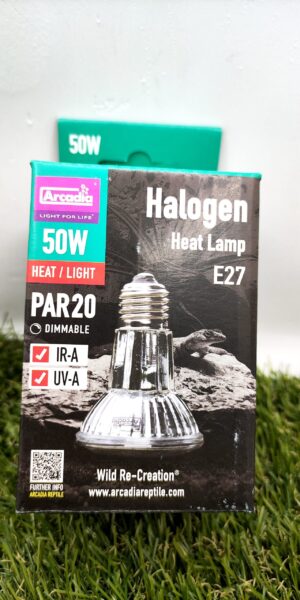 50W
Arcadia
LIGHT FOR LIFE
50W
HEAT / LIGHT
PAR20
DIMMABLE
IR-A
UV-A
Halogen
Heat Lamp
E27
FURTHER INFO
ARCADIA REPTILE
Wild Re-Creation®
www.arcadiareptile.com